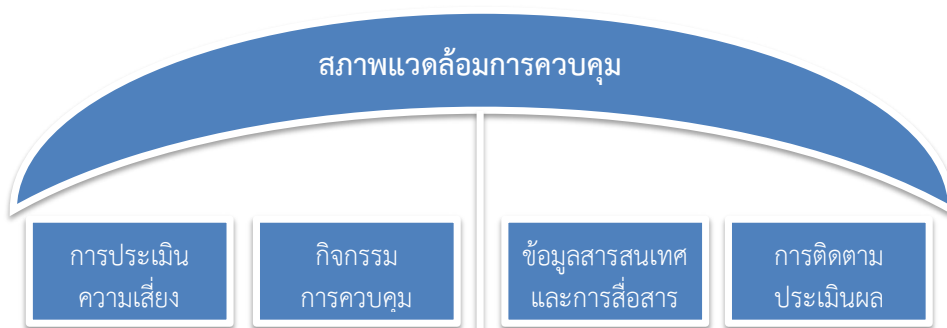 สภาพแวดล้อมการควบคุม
การประเมิน
ความเสี่ยง
กิจกรรม
การควบคุม
ข้อมูลสารสนเทศ
และการสื่อสาร
การติดตาม
ประเมินผล